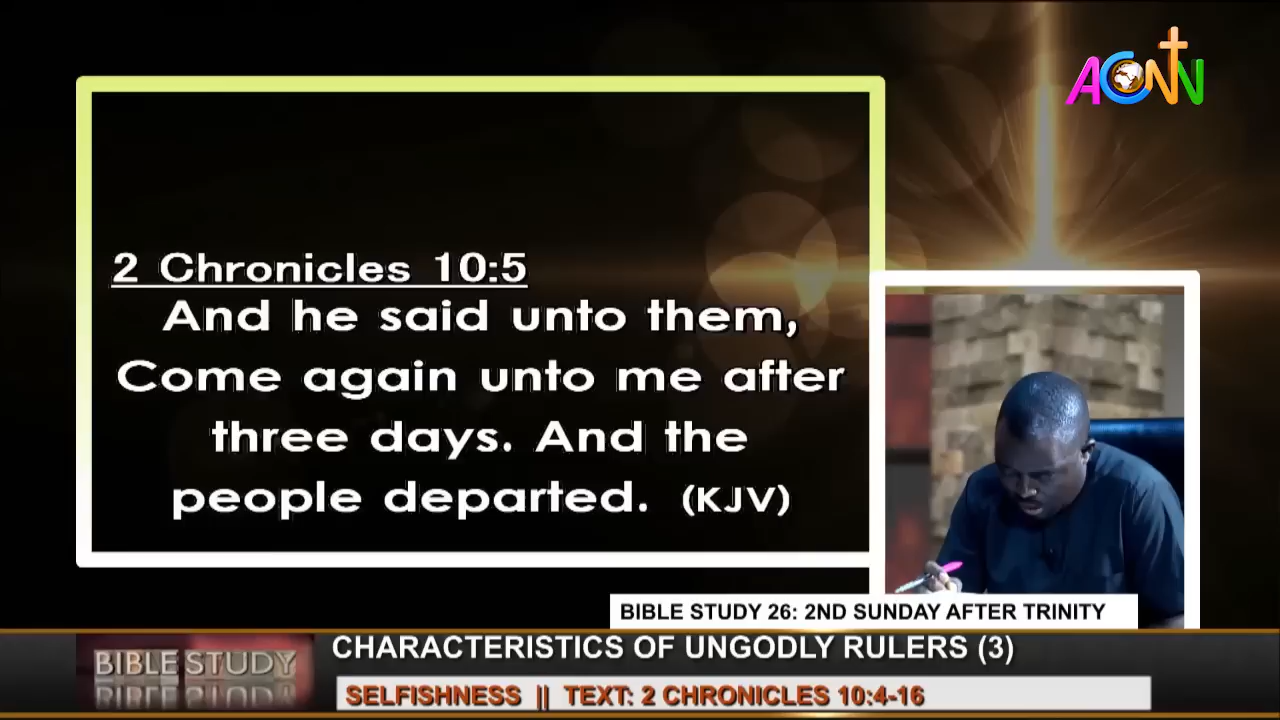 ACNN
2 Chronicles 10:5
And he said unto them,
Come again unto me after
three days. And the
people departed. (KJV)
BIBLE STUDY 26: 2ND SUNDAY AFTER TRINITY
BIBLE STUDY
CHARACTERISTICS OF UNGODLY RULERS (3)
SELFISHNESS || TEXT: 2 CHRONICLES 10:4-16